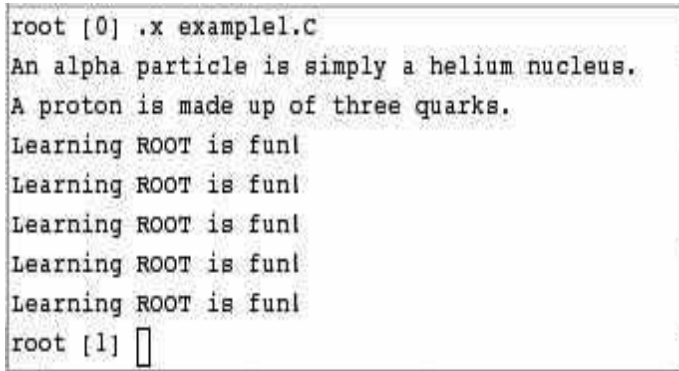 root [0] .x example1.C
An alpha particle is simply a helium nucleus.
A proton is made up of three quarks.
Learning ROOT is fun!
Learning ROOT is fun!
Learning ROOT is fun!
Learning ROOT is fun!
Learning ROOT is fun!
root [1]